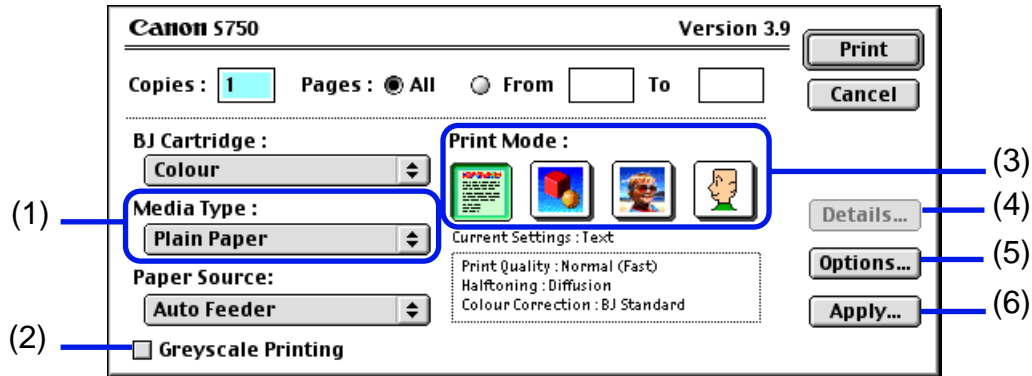 Canon S750 Version 3.9
Print
Copies : 1 Pages : All From To
Cancel
BJ Cartridge :
Colour
Print Mode :
(3)
(1)
Media Type :
Plain Paper
Details...
(4)
Current Settings : Text
Paper Source:
Auto Feeder
Print Quality : Normal (Fast)
Halftoning : Diffusion
Colour Correction : BJ Standard
Options...
(5)
Apply...
(6)
(2)
Greyscale Printing